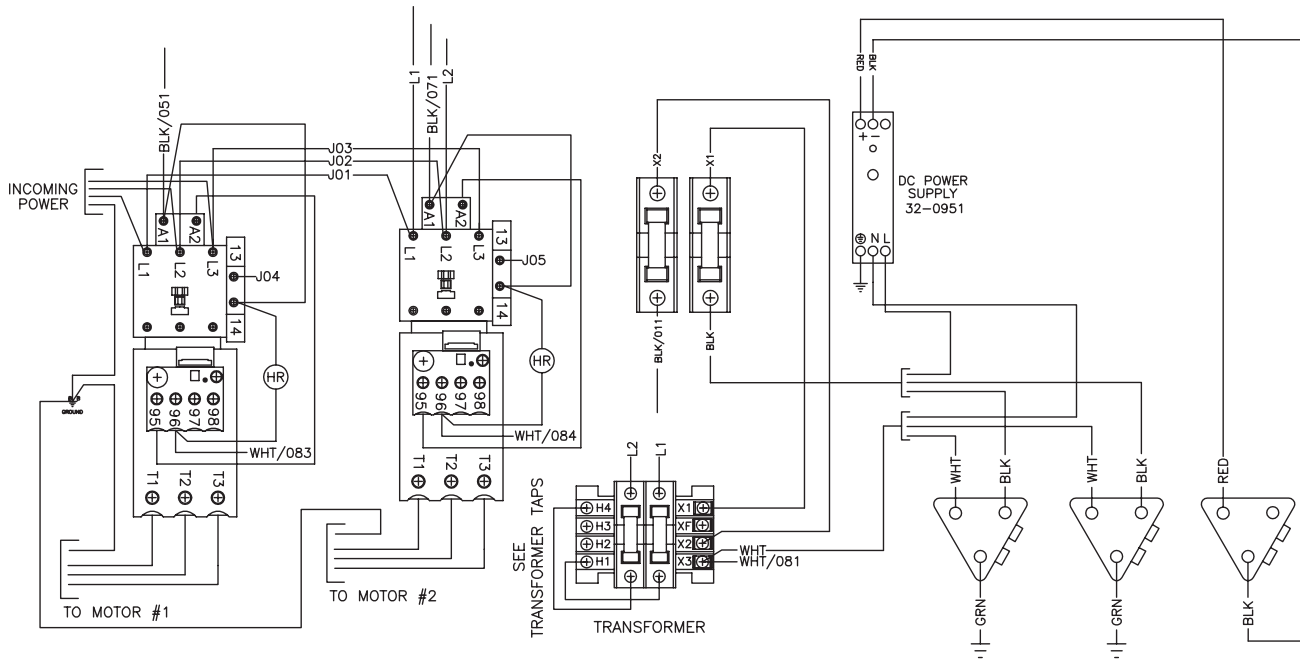 BLK/051
L1
BLK/071
L2
RED
BLK
X2
X1
INCOMING
POWER
J03
J02
J01
DC POWER
SUPPLY
32-0951
+
−
N
L
A1
A2
L1
L2
L3
13
J04
14
A1
A2
L1
L2
L3
13
J05
14
BLK/011
BLK
HR
HR
95
96
97
98
95
96
97
98
GROUND
WHT/083
WHT/084
T1
T2
T3
T1
T2
T3
L2
L1
WHT
BLK
WHT
BLK
RED
SEE
TRANSFORMER TAPS
H4
H3
H2
H1
X1
XF
X2
X3
WHT
WHT/081
TO MOTOR #1
TO MOTOR #2
TRANSFORMER
GRN
GRN
BLK